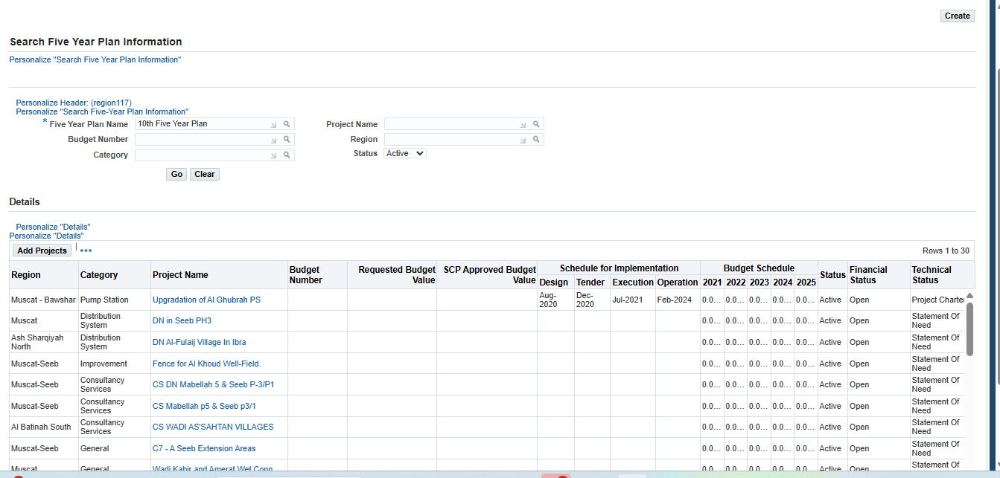 Create
Search Five Year Plan Information
Personalize "Search Five Year Plan Information"
Personalize Header: (region117)
Personalize "Search Five-Year Plan Information"
* Five Year Plan Name 10th Five Year Plan Project Name
Budget Number Region
Category Status Active
Go Clear
Details
Personalize "Details"
Personalize "Details"
Add Projects Rows 1 to 30
Region Category Project Name Budget Number Requested Budget Value SCP Approved Budget Value Schedule for Implementation Budget Schedule Status Financial Status Technical Status
Design Tender Execution Operation 2021 2022 2023 2024 2025
Muscat - Bawshar Pump Station Upgradation of Al Ghubrah PS Aug-2020 Dec-2020 Jul-2021 Feb-2024 0.0... 0.0... 0.0... 0.0... 0.0... Active Open Project Charter
Muscat Distribution System DN in Seeb PH3 0.0... 0.0... 0.0... 0.0... 0.0... Active Open Statement Of Need
Ash Sharqiyah North Distribution System DN Al-Fulaij Village In Ibra 0.0... 0.0... 0.0... 0.0... 0.0... Active Open Statement Of Need
Muscat-Seeb Improvement Fence for Al Khoud Well-Field. 0.0... 0.0... 0.0... 0.0... 0.0... Active Open Statement Of Need
Muscat-Seeb Consultancy Services CS DN Mabellah 5 & Seeb P-3/P1 0.0... 0.0... 0.0... 0.0... 0.0... Active Open Statement Of Need
Muscat-Seeb Consultancy Services CS Mabellah p5 & Seeb p3/1 0.0... 0.0... 0.0... 0.0... 0.0... Active Open Statement Of Need
Al Batinah South Consultancy Services CS WADI AS'SAHTAN VILLAGES 0.0... 0.0... 0.0... 0.0... 0.0... Active Open Statement Of Need
Muscat-Seeb General C7 - A Seeb Extension Areas 0.0... 0.0... 0.0... 0.0... 0.0... Active Open Statement Of Need
Muscat General Wadi Kabir and Amerat Wet Conn 0.0... 0.0... 0.0... 0.0... 0.0... Active Open Statement Of